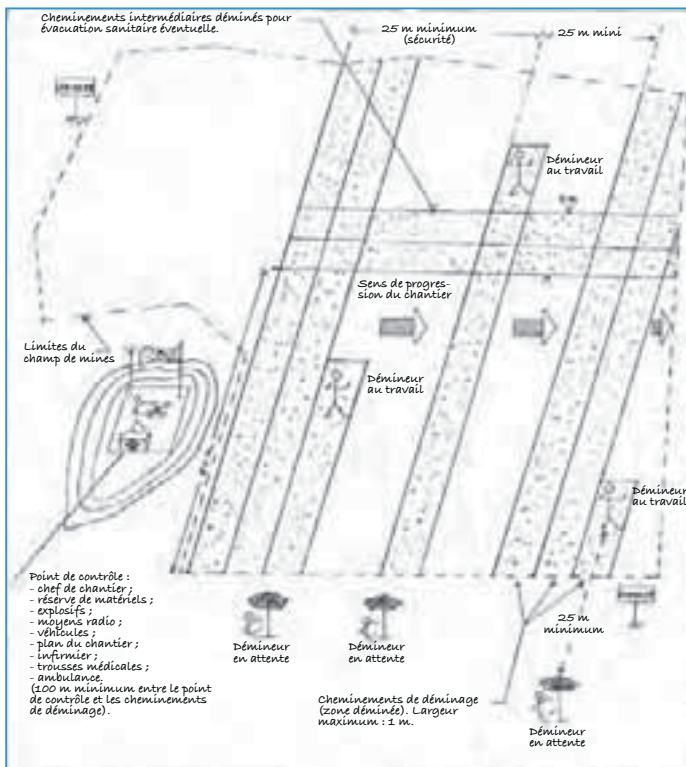 Cheminements intermédiaires déminés pour
évacuation sanitaire éventuelle.
25 m minimum
(sécurité)
25 m mini
Démineur
au travail
Sens de progres-
sion du chantier
Limites du
champ de mines
Démineur
au travail
Démineur
au travail
Point de contrôle :
- chef de chantier ;
- réserve de matériels ;
- explosifs ;
- moyens radio ;
- véhicules ;
- plan du chantier ;
- infirmier ;
- trousses médicales ;
- ambulance.
(100 m minimum entre le point
de contrôle et les cheminements
de déminage).
Démineur
en attente
Démineur
en attente
25 m
minimum
Cheminements de déminage
(zone déminée). Largeur
maximum : 1 m.
Démineur
en attente